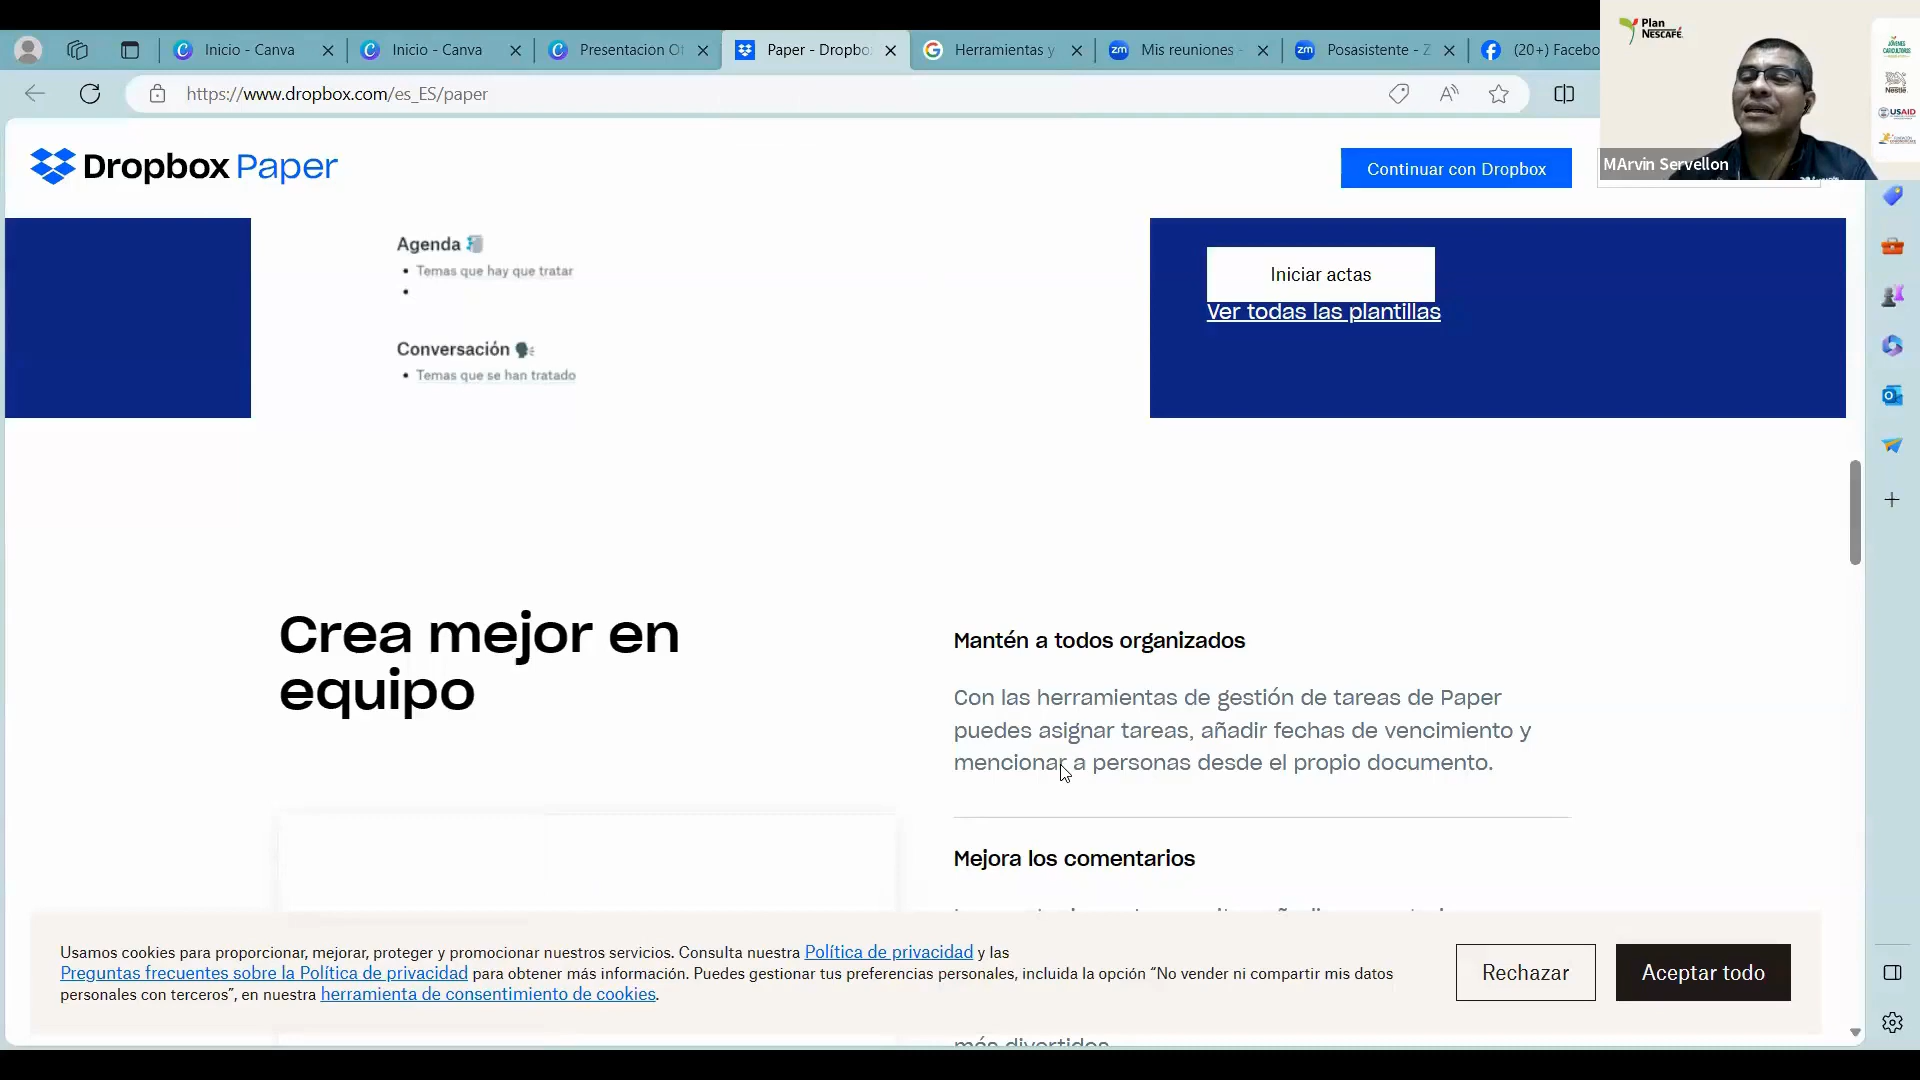 Inicio - Canva
Inicio - Canva
Presentacion O
Paper - Dropbo
Herramientas y
Mis reuniones -
Posasistente - Z
(20+) Facebo
https://www.dropbox.com/es_ES/paper
Plan
NESCAFÉ
JÓVENES
CAFICULTORES
Nestlé
USAID
MArvin Servellon
Dropbox Paper
Continuar con Dropbox
Agenda
Temas que hay que tratar
Conversación
Temas que se han tratado
Iniciar actas
Ver todas las plantillas
Crea mejor en
equipo
Mantén a todos organizados
Con las herramientas de gestión de tareas de Paper
puedes asignar tareas, añadir fechas de vencimiento y
mencionar a personas desde el propio documento.
Mejora los comentarios
Usamos cookies para proporcionar, mejorar, proteger y promocionar nuestros servicios. Consulta nuestra Política de privacidad y las
Preguntas frecuentes sobre la Política de privacidad para obtener más información. Puedes gestionar tus preferencias personales, incluida la opción “No vender ni compartir mis datos
personales con terceros”, en nuestra herramienta de consentimiento de cookies.
Rechazar
Aceptar todo
más divertidos